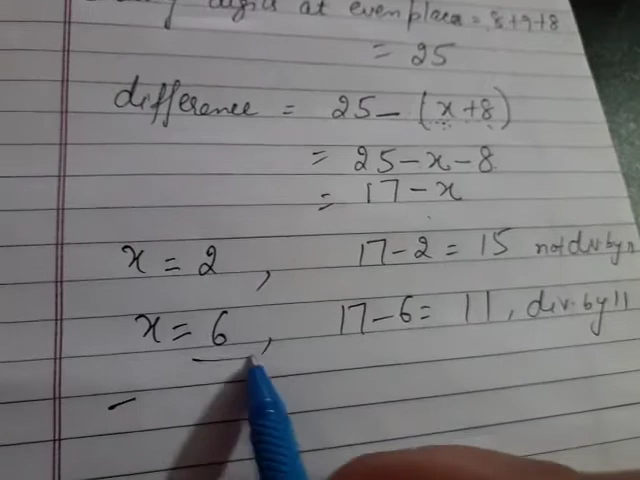 digits at even place = 8+9+8
= 25
difference = 25 - (x+8)
= 25-x-8
= 17-x
x = 2 , 17-2 = 15 not div by 11
x = 6 , 17-6 = 11, div. by 11